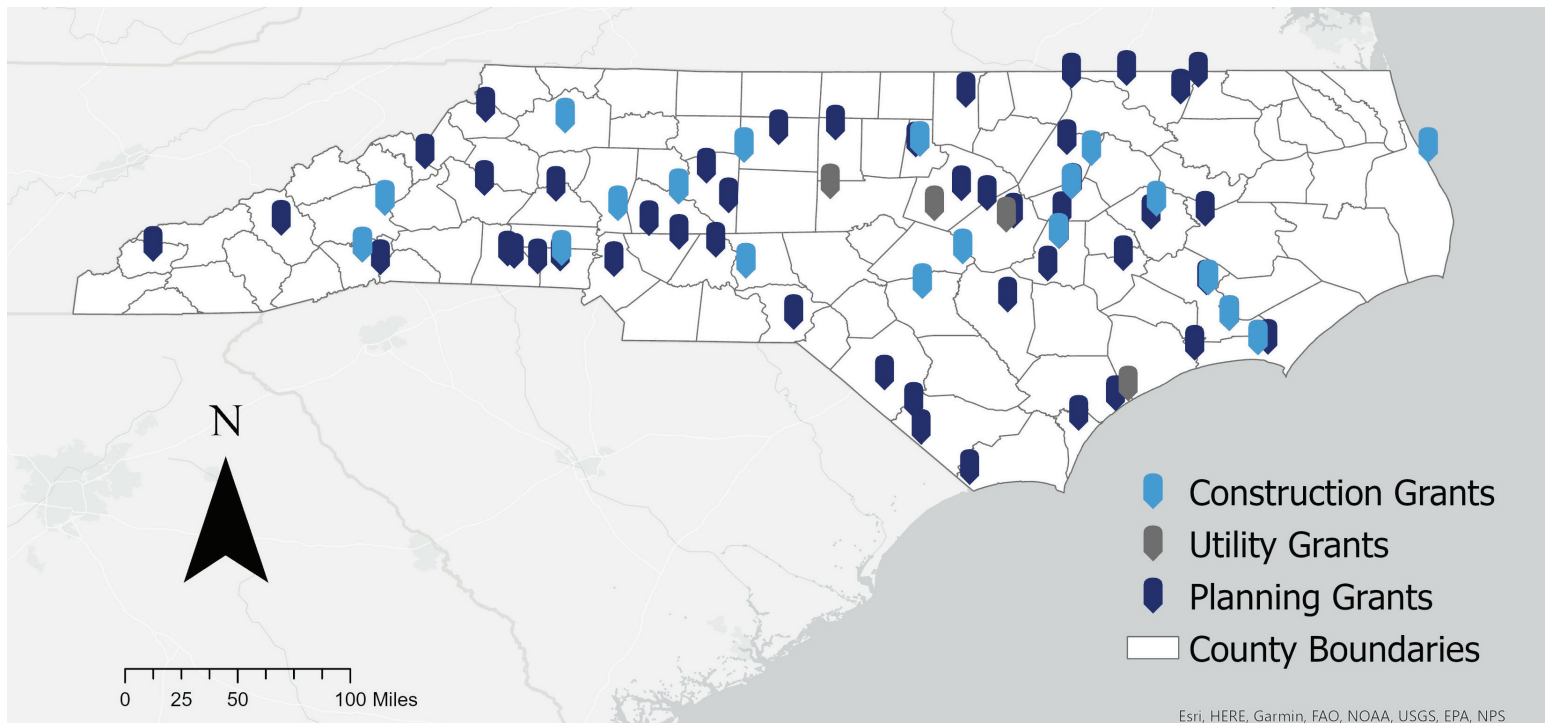 N
Construction Grants
Utility Grants
Planning Grants
County Boundaries
0 25 50 100 Miles
Esri, HERE, Garmin, FAO, NOAA, USGS, EPA, NPS